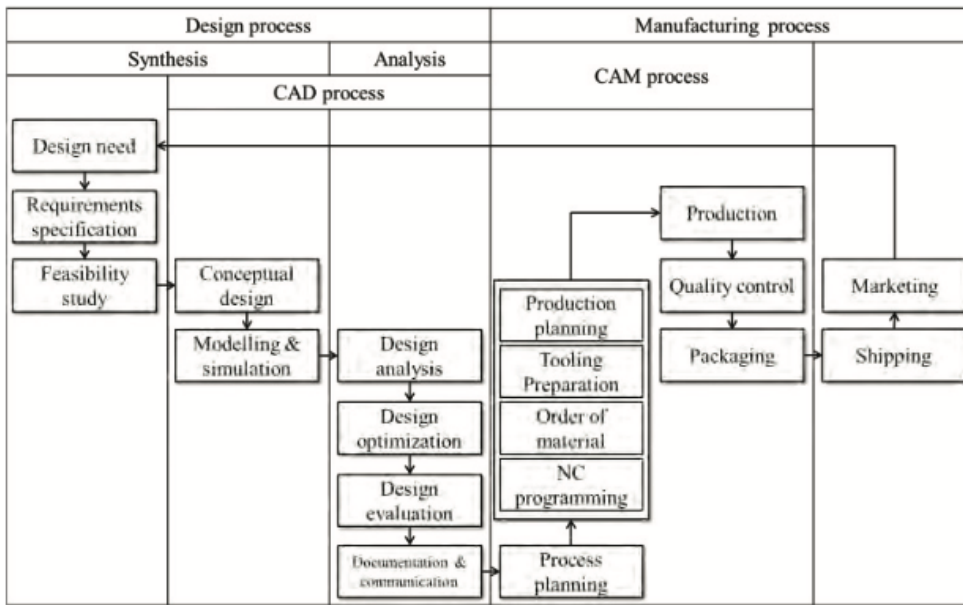 Design process
Manufacturing process
Synthesis
Analysis
CAD process
CAM process
Design need
Requirements
specification
Feasibility
study
Conceptual
design
Modelling &
simulation
Design
analysis
Design
optimization
Design
evaluation
Documentation &
communication
Process
planning
Production
planning
Tooling
Preparation
Order of
material
NC
programming
Production
Quality control
Packaging
Shipping
Marketing